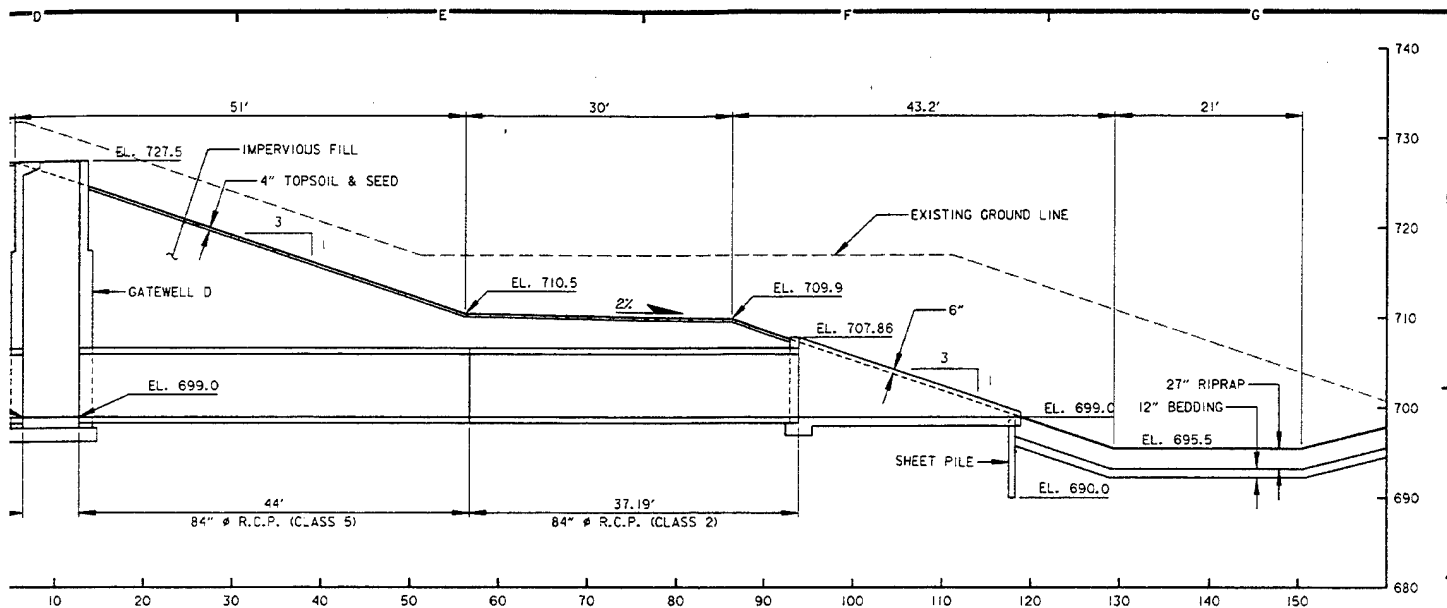 D E F G
740
51' 30' 43.2' 21'
730
EL. 727.5
IMPERVIOUS FILL
4" TOPSOIL & SEED
3
1
EXISTING GROUND LINE
720
GATEWELL D
EL. 710.5
2%
EL. 709.9
6"
710
EL. 707.86
3
1
EL. 699.0
27" RIPRAP
12" BEDDING
EL. 699.0
700
EL. 695.5
SHEET PILE
EL. 690.0
690
44'
84" ø R.C.P. (CLASS 5)
37.19'
84" ø R.C.P. (CLASS 2)
680
10 20 30 40 50 60 70 80 90 100 110 120 130 140 150